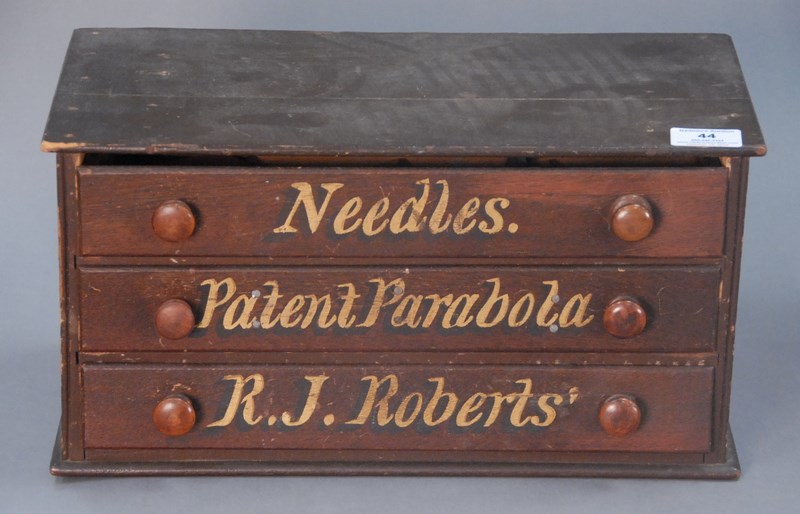 44
Needles.
Patent Parabola
R. J. Roberts'